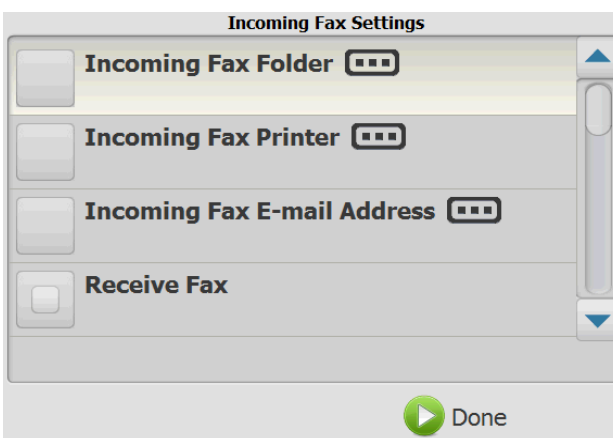 Incoming Fax Settings
Incoming Fax Folder
Incoming Fax Printer
Incoming Fax E-mail Address
Receive Fax
Done